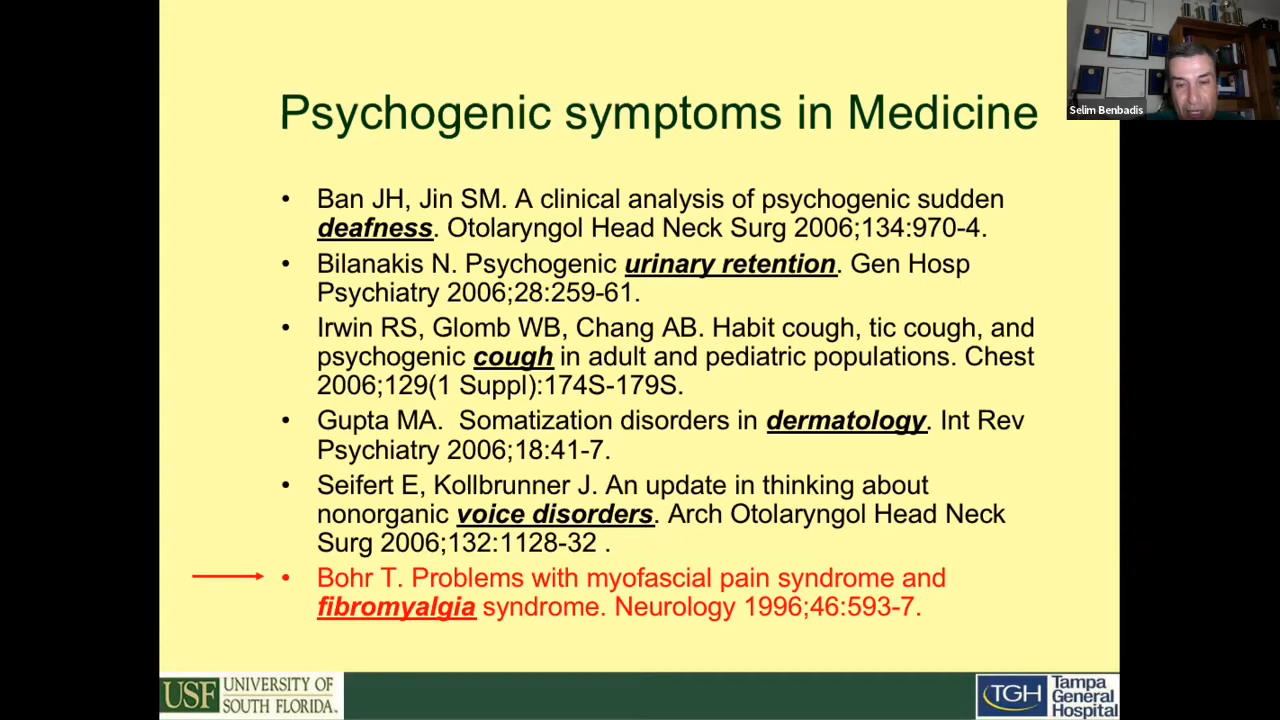 Selim Benbadis
Psychogenic symptoms in Medicine
• Ban JH, Jin SM. A clinical analysis of psychogenic sudden
deafness. Otolaryngol Head Neck Surg 2006;134:970-4.
• Bilanakis N. Psychogenic urinary retention. Gen Hosp
Psychiatry 2006;28:259-61.
• Irwin RS, Glomb WB, Chang AB. Habit cough, tic cough, and
psychogenic cough in adult and pediatric populations. Chest
2006;129(1 Suppl):174S-179S.
• Gupta MA.  Somatization disorders in dermatology. Int Rev
Psychiatry 2006;18:41-7.
• Seifert E, Kollbrunner J. An update in thinking about
nonorganic voice disorders. Arch Otolaryngol Head Neck
Surg 2006;132:1128-32 .
• Bohr T. Problems with myofascial pain syndrome and
fibromyalgia syndrome. Neurology 1996;46:593-7.
USF UNIVERSITY OF
SOUTH FLORIDA.
TGH Tampa
General
Hospital